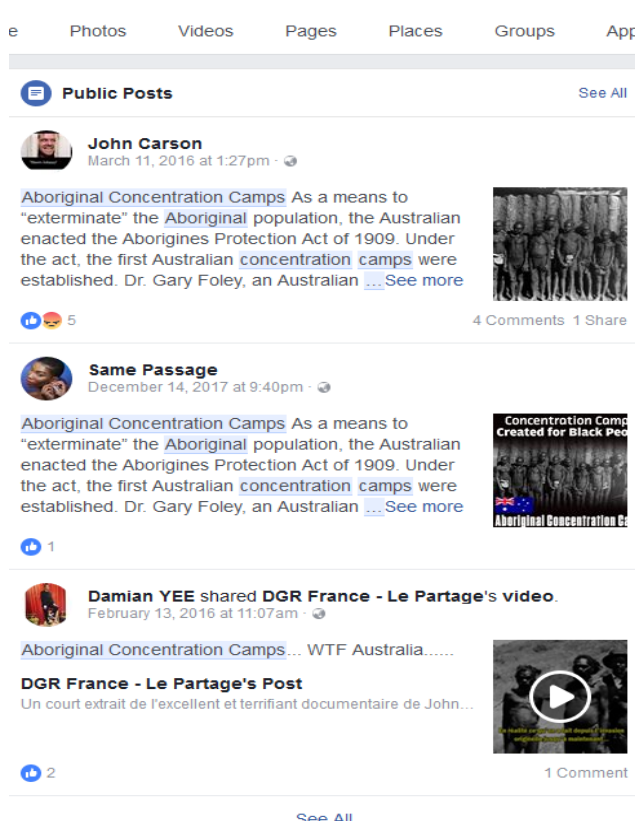 e Photos Videos Pages Places Groups App
Public Posts See All
John Carson
March 11, 2016 at 1:27pm ·
Aboriginal Concentration Camps As a means to
“exterminate” the Aboriginal population, the Australian
enacted the Aborigines Protection Act of 1909. Under
the act, the first Australian concentration camps were
established. Dr. Gary Foley, an Australian ...See more
5 4 Comments 1 Share
Same Passage
December 14, 2017 at 9:40pm ·
Aboriginal Concentration Camps As a means to
“exterminate” the Aboriginal population, the Australian
enacted the Aborigines Protection Act of 1909. Under
the act, the first Australian concentration camps were
established. Dr. Gary Foley, an Australian ...See more
Concentration Camp
Created for Black Peo
Aboriginal Concentration Ca
1
Damian YEE shared DGR France - Le Partage's video.
February 13, 2016 at 11:07am ·
Aboriginal Concentration Camps... WTF Australia......
DGR France - Le Partage's Post
Un court extrait de l'excellent et terrifiant documentaire de John...
2 1 Comment
See All